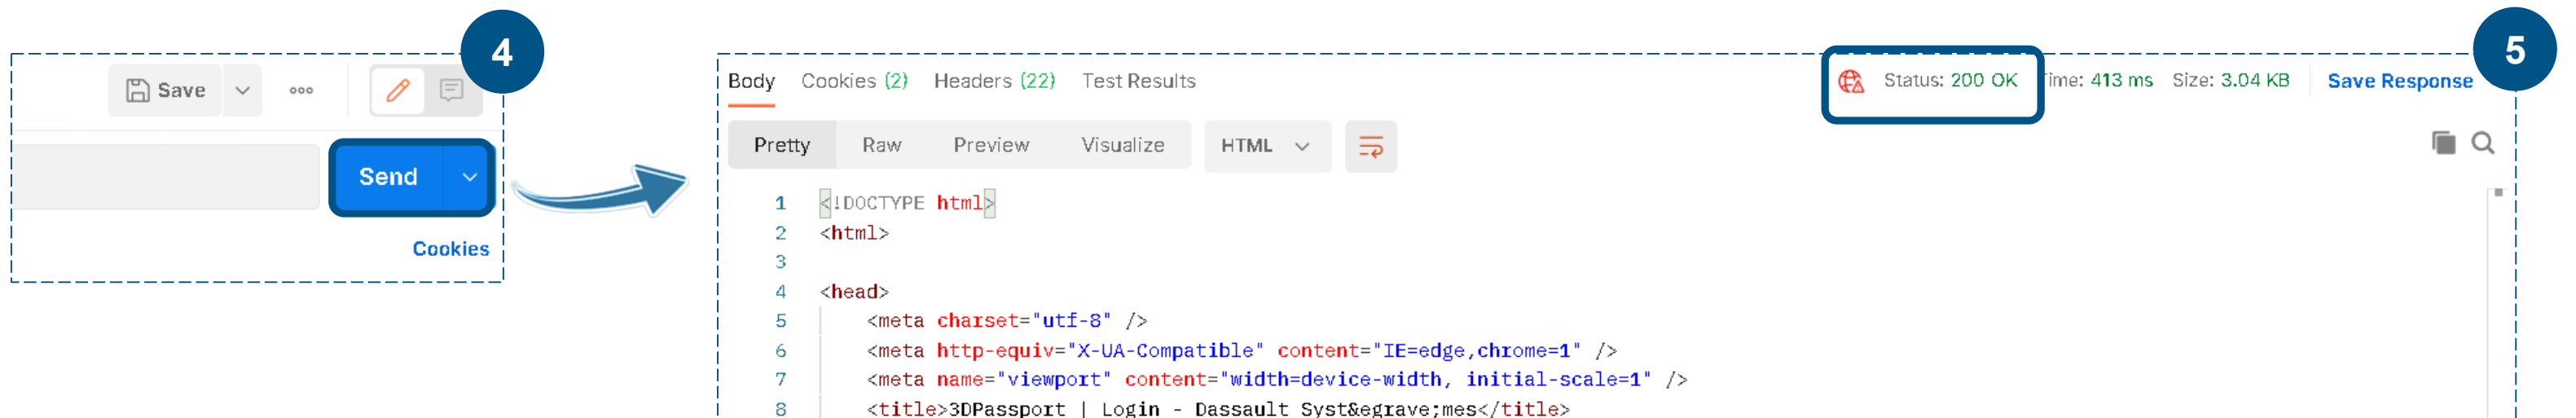 4
Save
Send
Cookies
5
Body Cookies (2) Headers (22) Test Results Status: 200 OK Time: 413 ms Size: 3.04 KB Save Response
Pretty Raw Preview Visualize HTML
1 <!DOCTYPE html>
2 <html>
3
4 <head>
5 <meta charset="utf-8" />
6 <meta http-equiv="X-UA-Compatible" content="IE=edge,chrome=1" />
7 <meta name="viewport" content="width=device-width, initial-scale=1" />
8 <title>3DPassport | Login - Dassault Syst&egrave;mes</title>